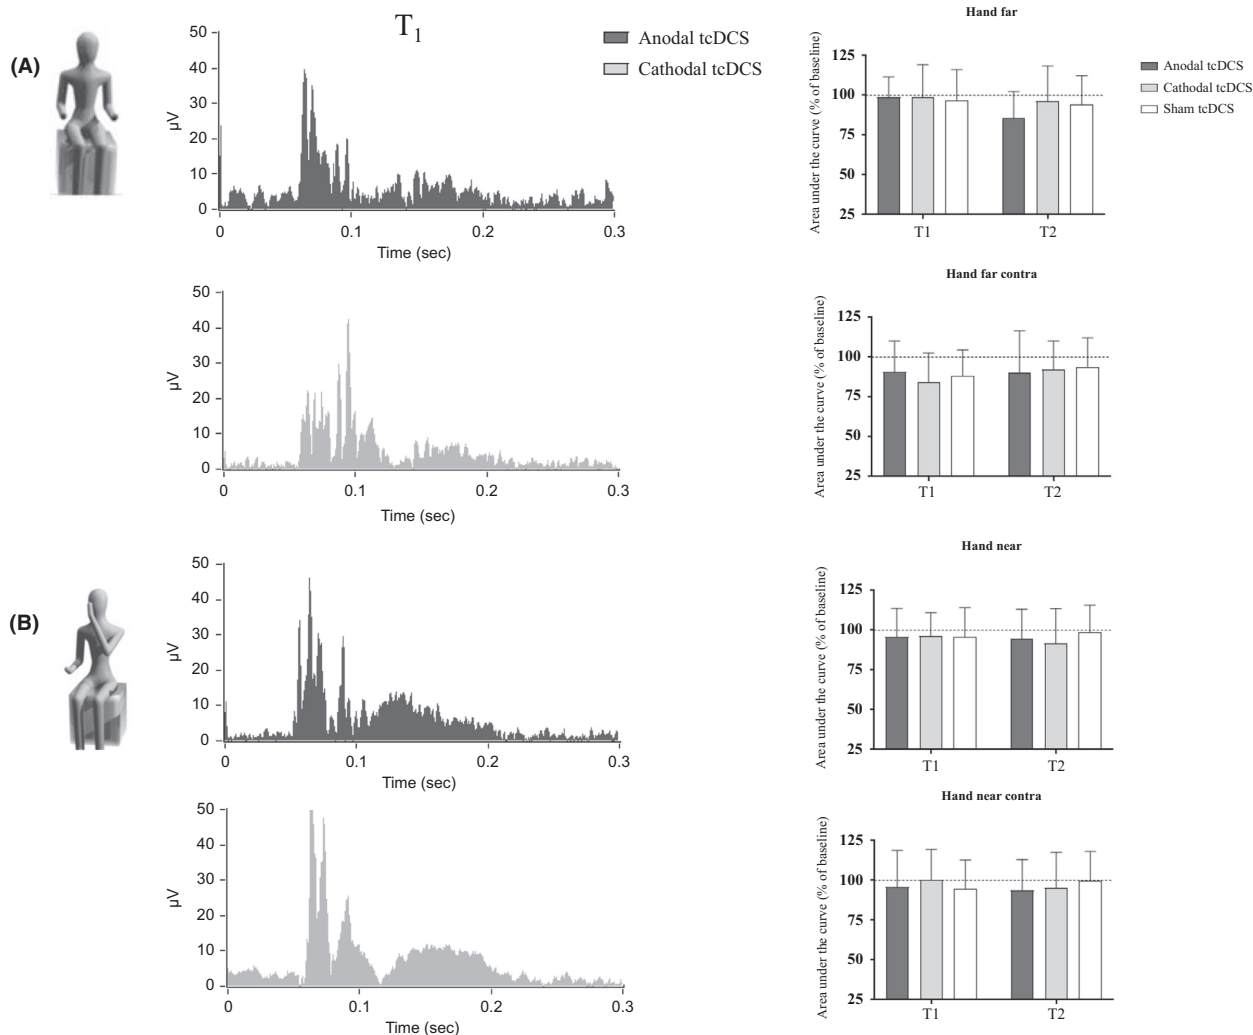 (A)
T1
Anodal tcDCS
Cathodal tcDCS
50
40
30
20
10
0
µV
0 0.1 0.2 0.3
Time (sec)
Hand far
Area under the curve (% of baseline)
125
100
75
50
25
T1 T2
Anodal tcDCS
Cathodal tcDCS
Sham tcDCS
50
40
30
20
10
0
µV
0 0.1 0.2 0.3
Time (sec)
Hand far contra
Area under the curve (% of baseline)
125
100
75
50
25
T1 T2
(B)
50
40
30
20
10
0
µV
0 0.1 0.2 0.3
Time (sec)
Hand near
Area under the curve (% of baseline)
125
100
75
50
25
T1 T2
50
40
30
20
10
0
µV
0 0.1 0.2 0.3
Time (sec)
Hand near contra
Area under the curve (% of baseline)
125
100
75
50
25
T1 T2